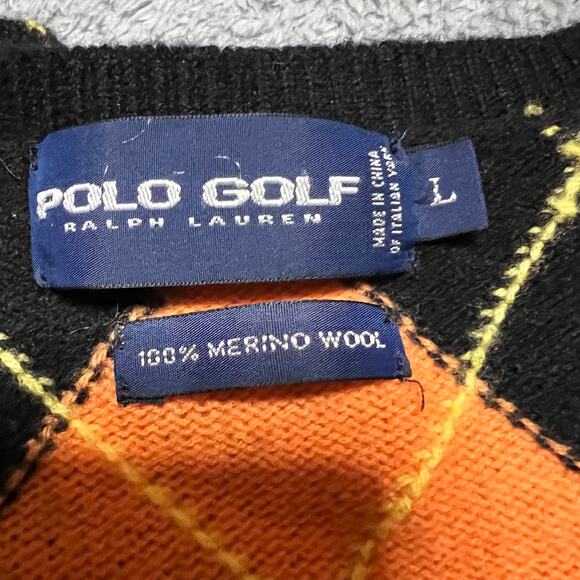 POLO GOLF
RALPH LAUREN
MADE IN CHINA
OF ITALIAN YARN
L
100% MERINO WOOL